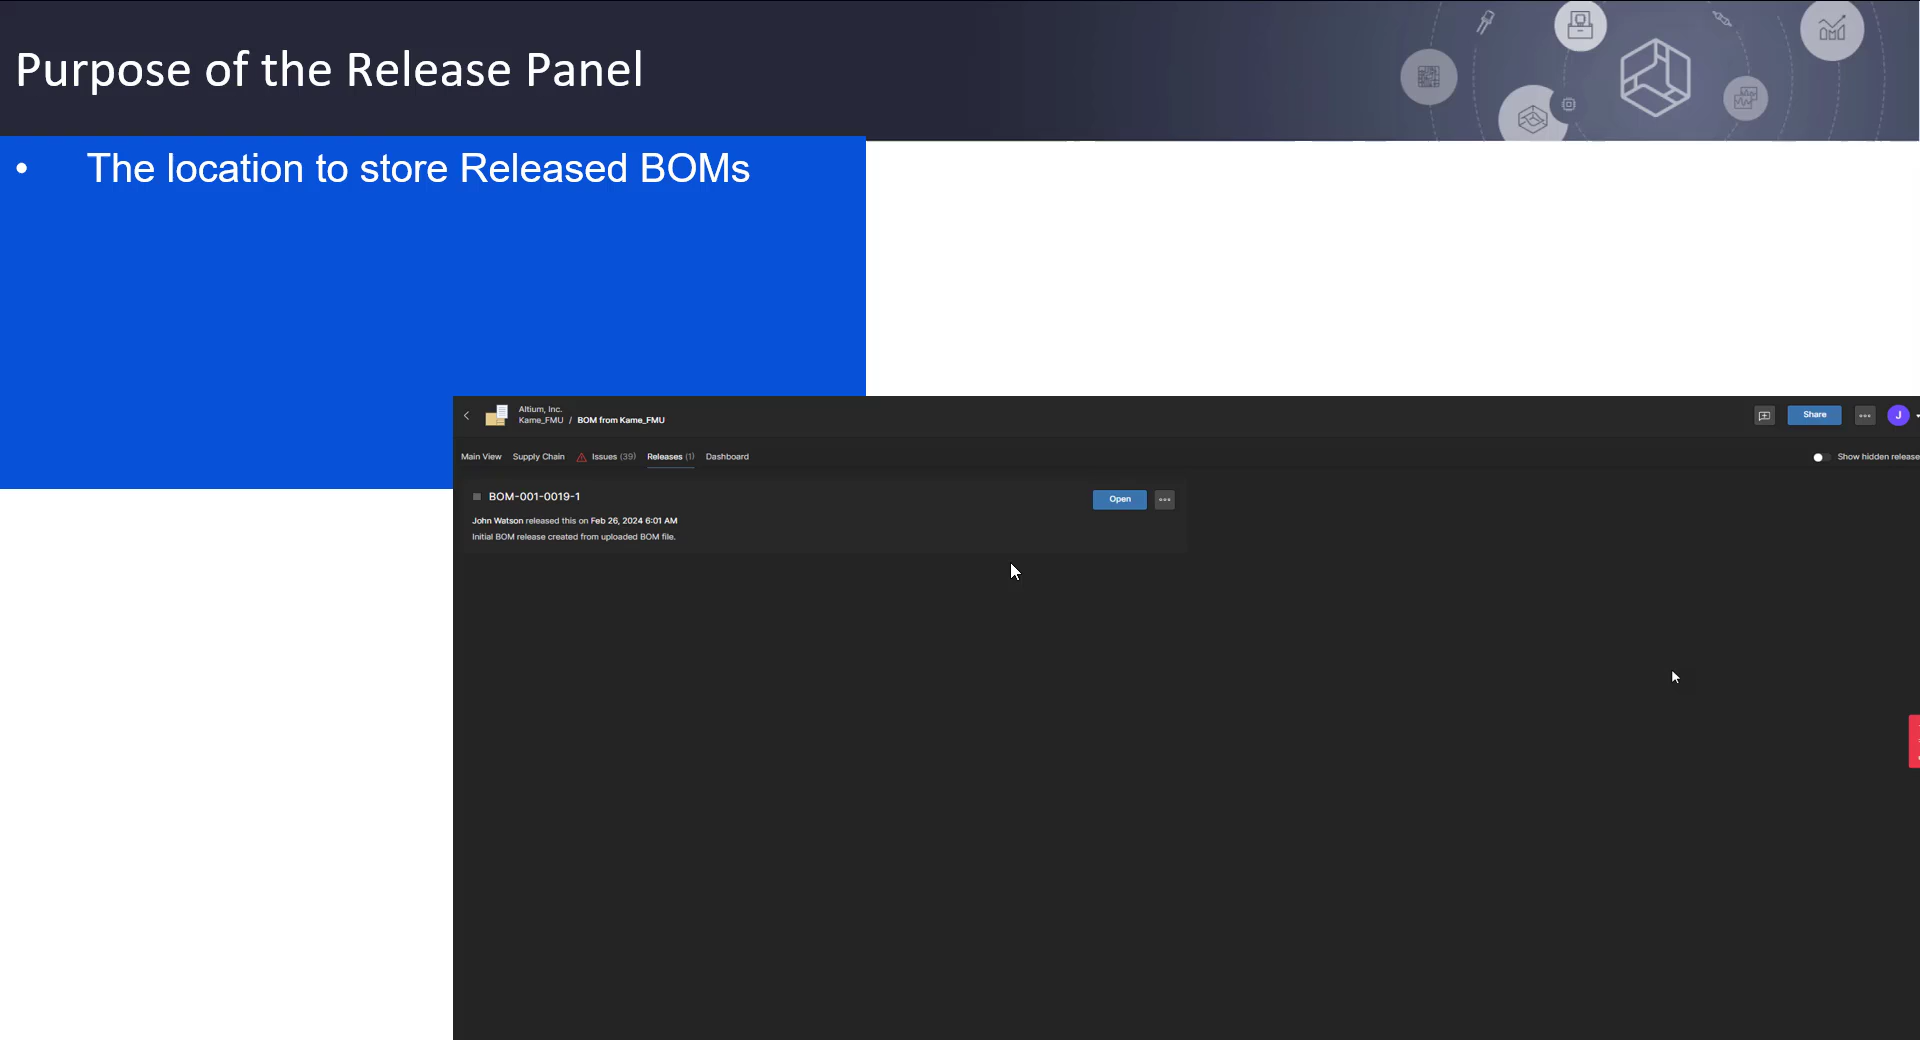 Purpose of the Release Panel
• The location to store Released BOMs
Altium, Inc.
Kame_FMU / BOM from Kame_FMU
Share
J
Main View Supply Chain Issues (39) Releases (1) Dashboard
Show hidden release
BOM-001-0019-1
Open
John Watson released this on Feb 26, 2024 6:01 AM
Initial BOM release created from uploaded BOM file.